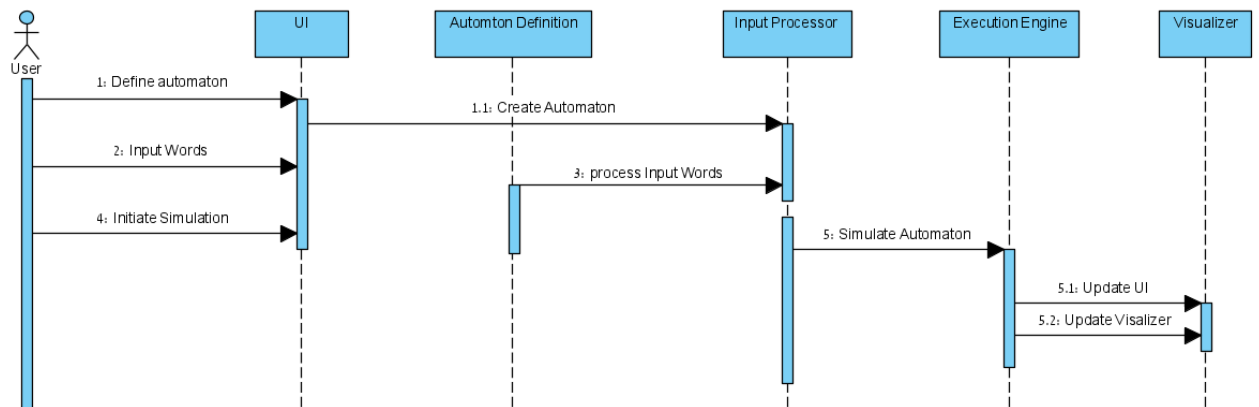 UI
Automton Definition
Input Processor
Execution Engine
Visualizer
User
1: Define automaton
1.1: Create Automaton
2: Input Words
3: process Input Words
4: Initiate Simulation
5: Simulate Automaton
5.1: Update UI
5.2: Update Visalizer